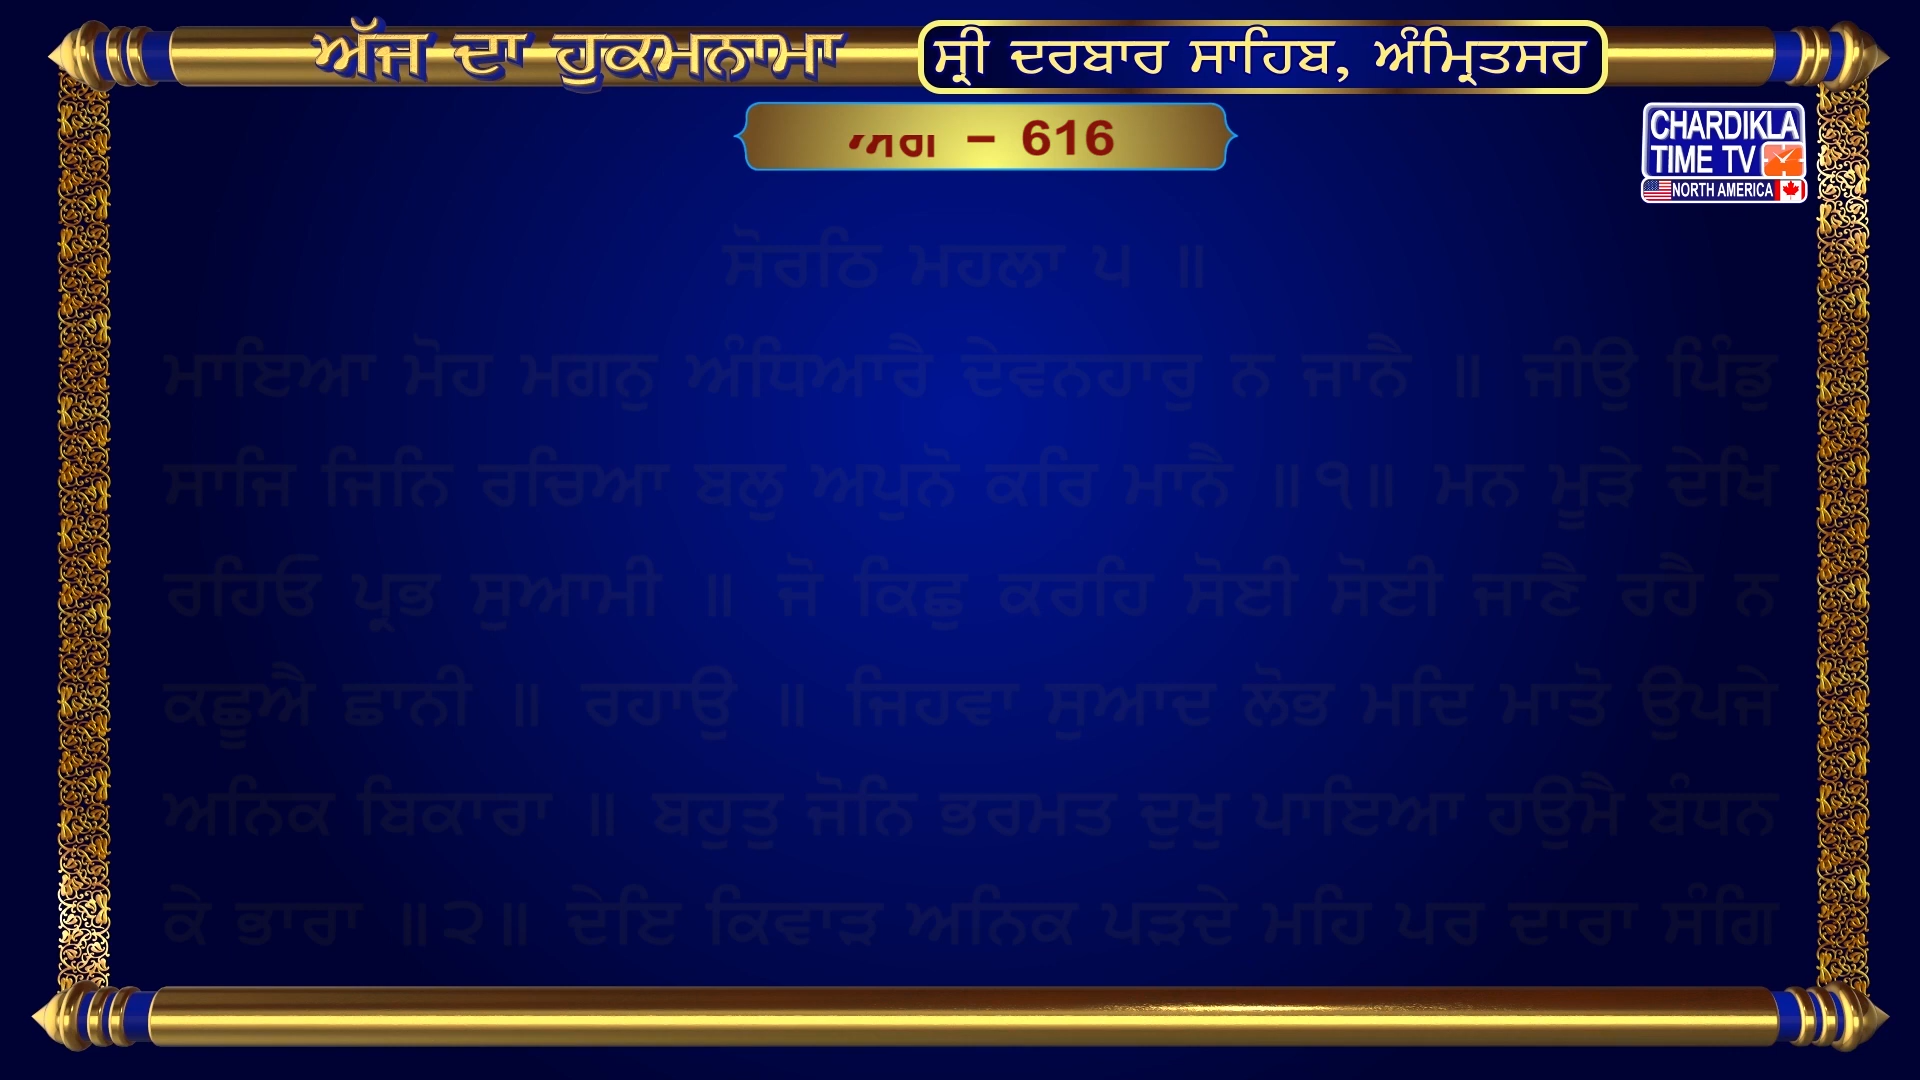 ਅੱਜ ਦਾ ਹੁਕਮਨਾਮਾ ਸ੍ਰੀ ਦਰਬਾਰ ਸਾਹਿਬ, ਅੰਮ੍ਰਿਤਸਰ
– 616
CHARDIKLA
TIME TV
NORTH AMERICA
ਸੋਰਠਿ ਮਹਲਾ ੫ ॥
ਮਾਇਆ ਮੋਹ ਮਗਨੁ ਅੰਧਿਆਰੈ ਦੇਵਨਹਾਰੁ ਨ ਜਾਨੈ ॥ ਜੀਉ ਪਿੰਡੁ
ਸਾਜਿ ਜਿਨਿ ਰਚਿਆ ਬਲੁ ਅਪੁਨੋ ਕਰਿ ਮਾਨੈ ॥੧॥ ਮਨ ਮੂੜੇ ਦੇਖਿ
ਰਹਿਓ ਪ੍ਰਭ ਸੁਆਮੀ ॥ ਜੋ ਕਿਛੁ ਕਰਹਿ ਸੋਈ ਸੋਈ ਜਾਣੈ ਰਹੈ ਨ
ਕਛੂਐ ਛਾਨੀ ॥ ਰਹਾਉ ॥ ਜਿਹਵਾ ਸੁਆਦ ਲੋਭ ਮਦਿ ਮਾਤੋ ਉਪਜੇ
ਅਨਿਕ ਬਿਕਾਰਾ ॥ ਬਹੁਤੁ ਜੋਨਿ ਭਰਮਤ ਦੁਖੁ ਪਾਇਆ ਹਉਮੈ ਬੰਧਨ
ਕੇ ਭਾਰਾ ॥੨॥ ਦੇਇ ਕਿਵਾੜ ਅਨਿਕ ਪੜਦੇ ਮਹਿ ਪਰ ਦਾਰਾ ਸੰਗਿ